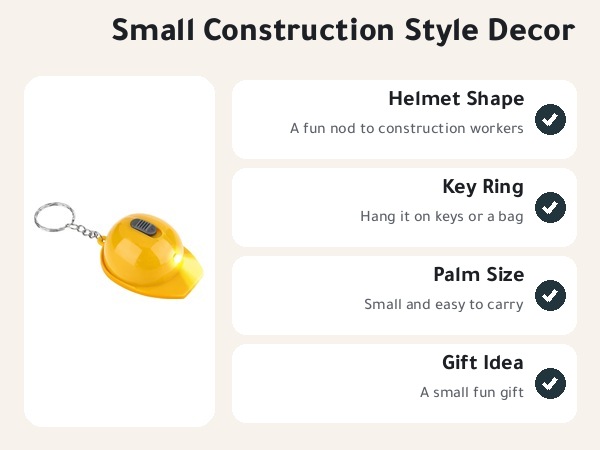 Small Construction Style Decor
Helmet Shape
A fun nod to construction workers
Key Ring
Hang it on keys or a bag
Palm Size
Small and easy to carry
Gift Idea
A small fun gift